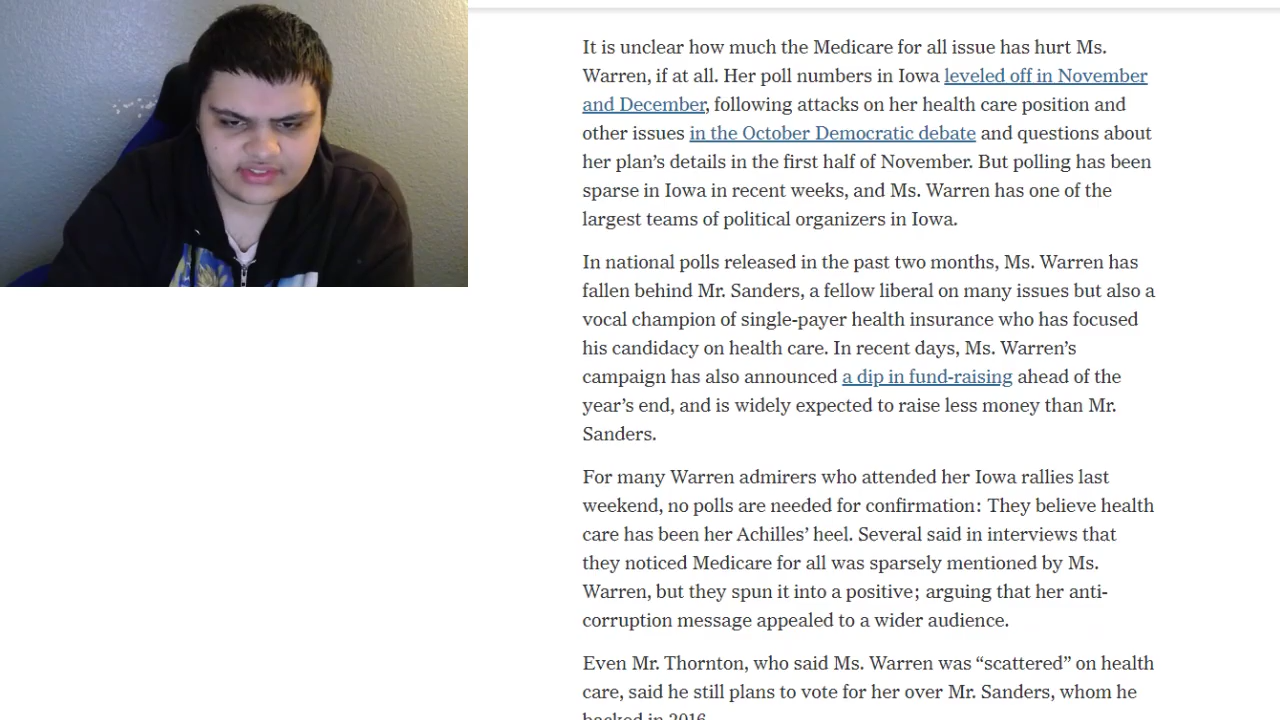 It is unclear how much the Medicare for all issue has hurt Ms.
Warren, if at all. Her poll numbers in Iowa leveled off in November
and December, following attacks on her health care position and
other issues in the October Democratic debate and questions about
her plan’s details in the first half of November. But polling has been
sparse in Iowa in recent weeks, and Ms. Warren has one of the
largest teams of political organizers in Iowa.
In national polls released in the past two months, Ms. Warren has
fallen behind Mr. Sanders, a fellow liberal on many issues but also a
vocal champion of single-payer health insurance who has focused
his candidacy on health care. In recent days, Ms. Warren’s
campaign has also announced a dip in fund-raising ahead of the
year’s end, and is widely expected to raise less money than Mr.
Sanders.
For many Warren admirers who attended her Iowa rallies last
weekend, no polls are needed for confirmation: They believe health
care has been her Achilles’ heel. Several said in interviews that
they noticed Medicare for all was sparsely mentioned by Ms.
Warren, but they spun it into a positive; arguing that her anti-
corruption message appealed to a wider audience.
Even Mr. Thornton, who said Ms. Warren was “scattered” on health
care, said he still plans to vote for her over Mr. Sanders, whom he
backed in 2016.